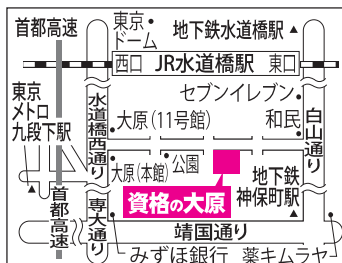 首都高速
東京
ドーム
地下鉄水道橋駅
西口
JR水道橋駅
東口
セブンイレブン
東京
メトロ
九段下駅
水道橋西通り
大原(11号館)
和民
白山通り
大原(本館)
公園
地下鉄
神保町駅
資格の大原
首都高速
専大通り
靖国通り
みずほ銀行
薬キムラヤ